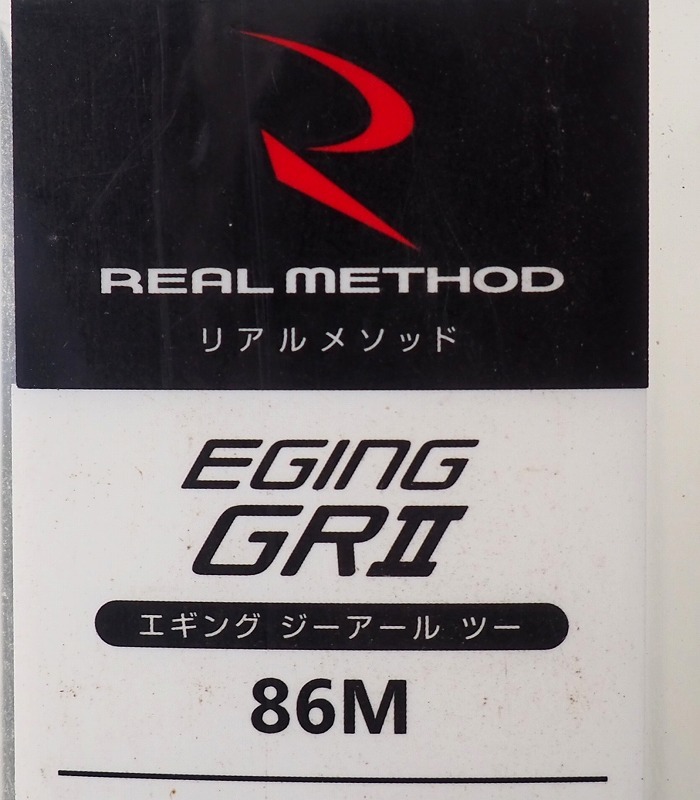 REAL METHOD
リアルメソッド
EGING
GRII
エギング ジーアール ツー
86M